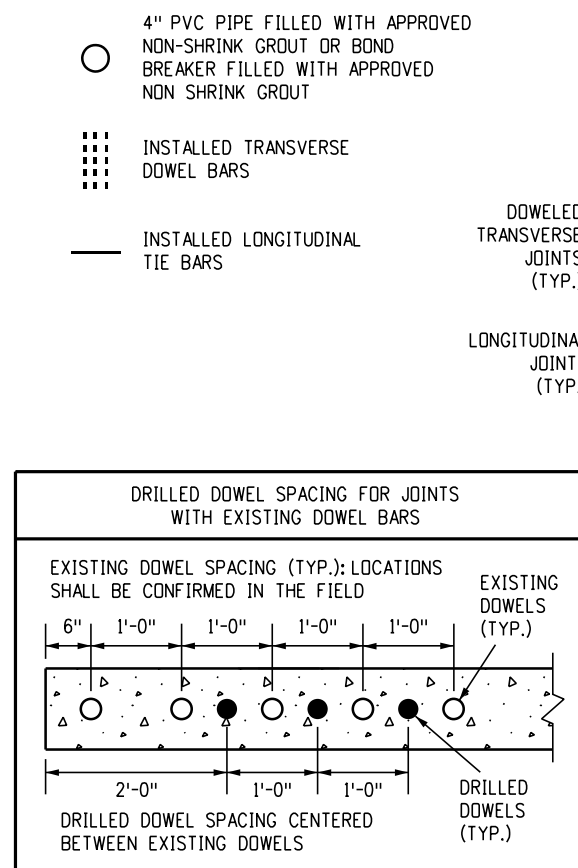 4" PVC PIPE FILLED WITH APPROVED
NON-SHRINK GROUT OR BOND
BREAKER FILLED WITH APPROVED
NON SHRINK GROUT
INSTALLED TRANSVERSE
DOWEL BARS
INSTALLED LONGITUDINAL
TIE BARS
DOWELED
TRANSVERSE
JOINTS
(TYP.)
LONGITUDINA
JOINT
(TYP.
DRILLED DOWEL SPACING FOR JOINTS
WITH EXISTING DOWEL BARS
EXISTING DOWEL SPACING (TYP.): LOCATIONS
SHALL BE CONFIRMED IN THE FIELD
EXISTING
DOWELS
(TYP.)
6" 1'-0" 1'-0" 1'-0" 1'-0"
2'-0" 1'-0" 1'-0"
DRILLED
DOWELS
(TYP.)
DRILLED DOWEL SPACING CENTERED
BETWEEN EXISTING DOWELS